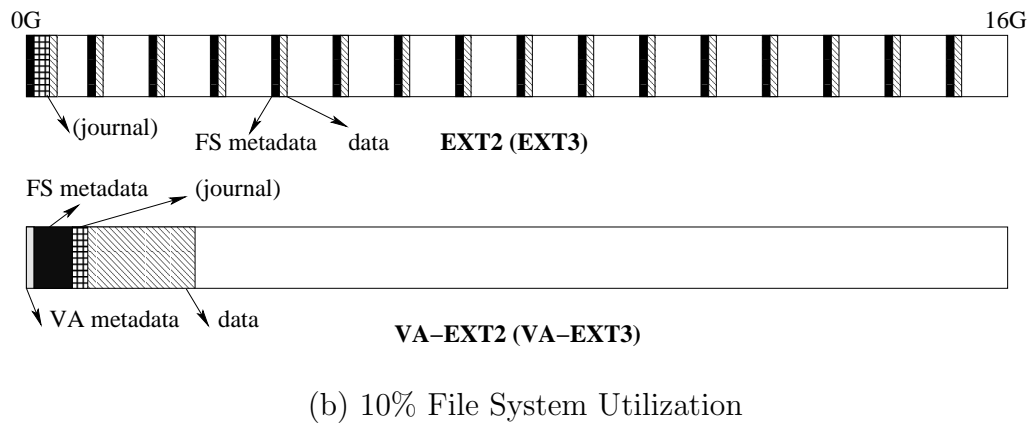 0G 16G
(journal)
FS metadata data EXT2 (EXT3)
FS metadata (journal)
VA metadata data
VA−EXT2 (VA−EXT3)
(b) 10% File System Utilization